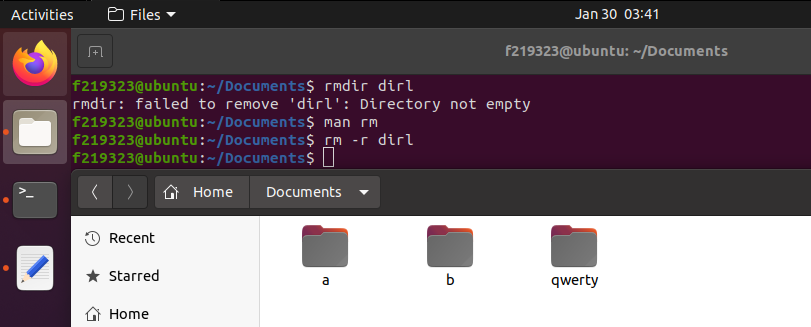 Activities Files Jan 30 03:41
f219323@ubuntu: ~/Documents
f219323@ubuntu:~/Documents$ rmdir dirl
rmdir: failed to remove 'dirl': Directory not empty
f219323@ubuntu:~/Documents$ man rm
f219323@ubuntu:~/Documents$ rm -r dirl
f219323@ubuntu:~/Documents$
Home Documents
Recent
Starred
Home
a b qwerty